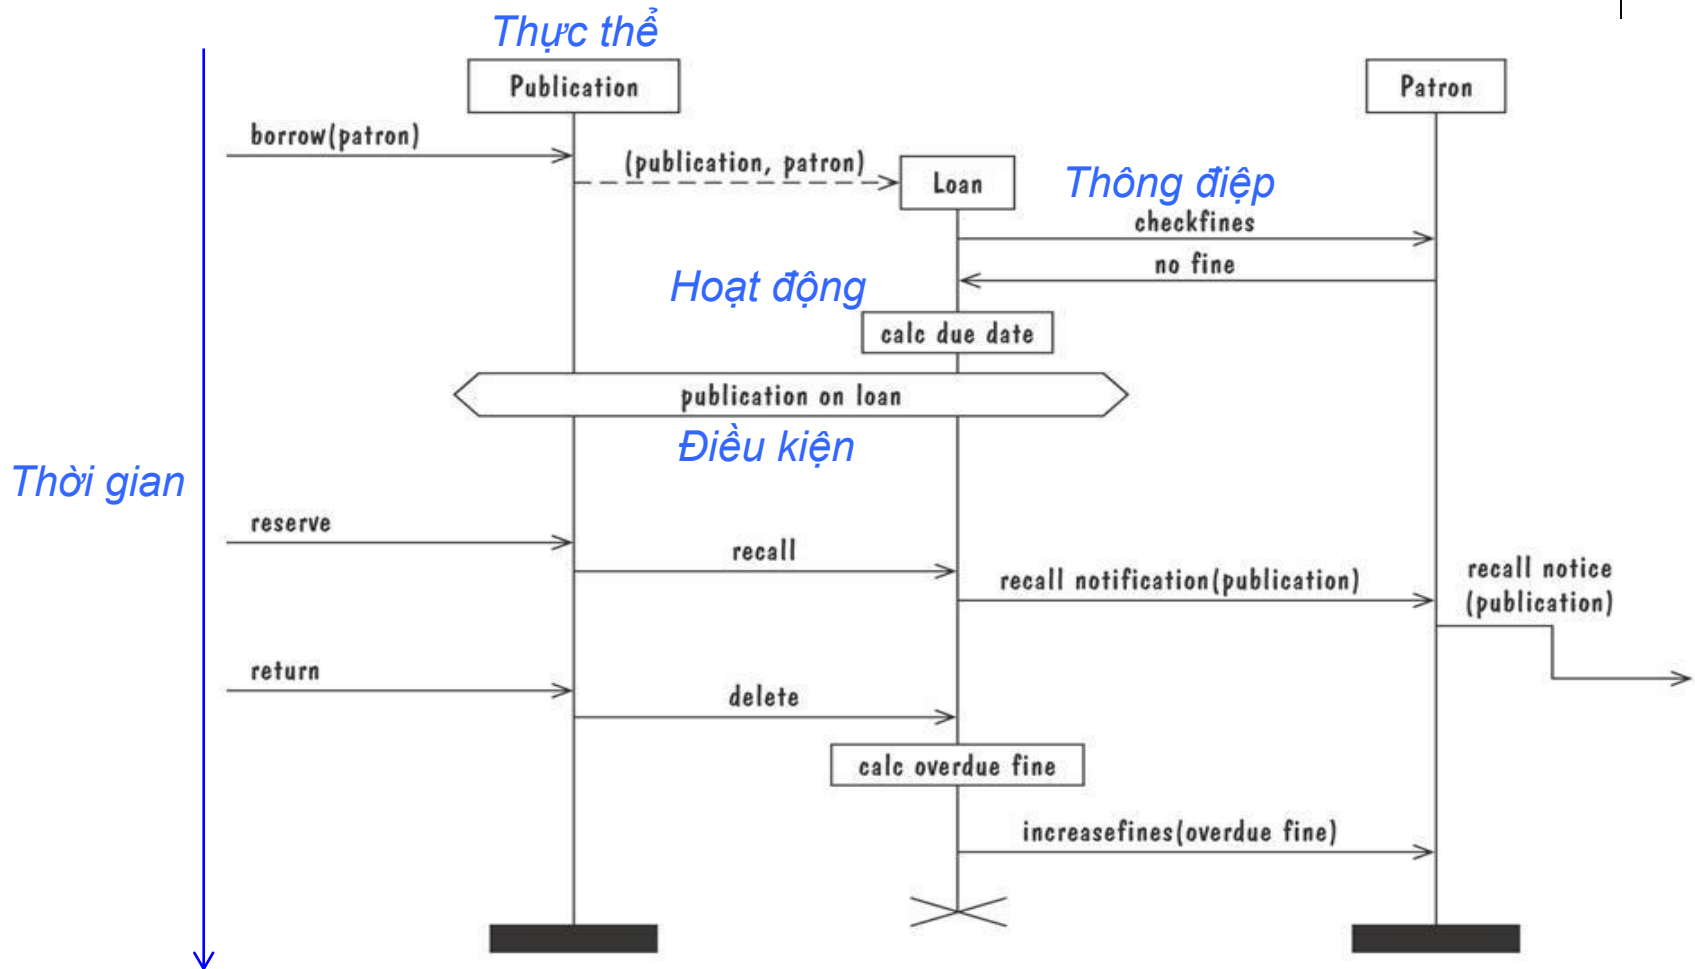 Thực thể
Publication
Patron
borrow(patron)
(publication, patron)
Loan
Thông điệp
checkfines
no fine
Hoạt động
calc due date
publication on loan
Điều kiện
Thời gian
reserve
recall
recall notification(publication)
recall notice
(publication)
return
delete
calc overdue fine
increasefines(overdue fine)